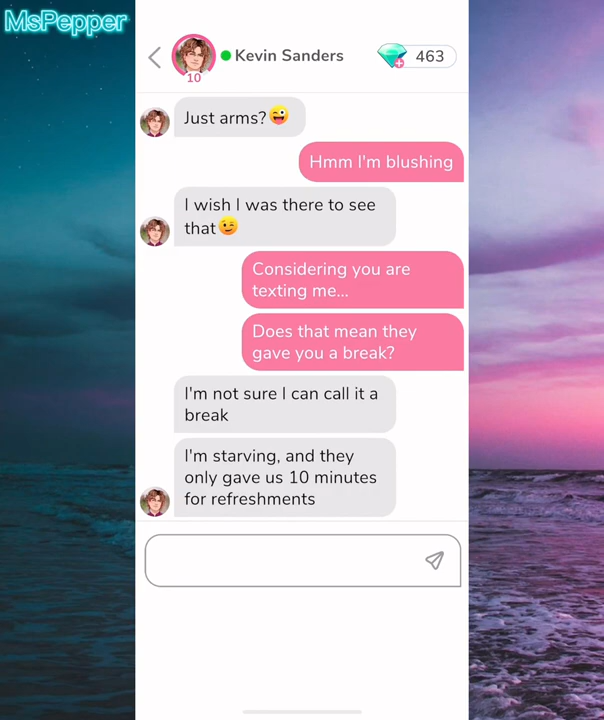 MsPepper
Kevin Sanders
463
10
Just arms?😜
Hmm I'm blushing
I wish I was there to see
that😉
Considering you are
texting me...
Does that mean they
gave you a break?
I'm not sure I can call it a
break
I'm starving, and they
only gave us 10 minutes
for refreshments